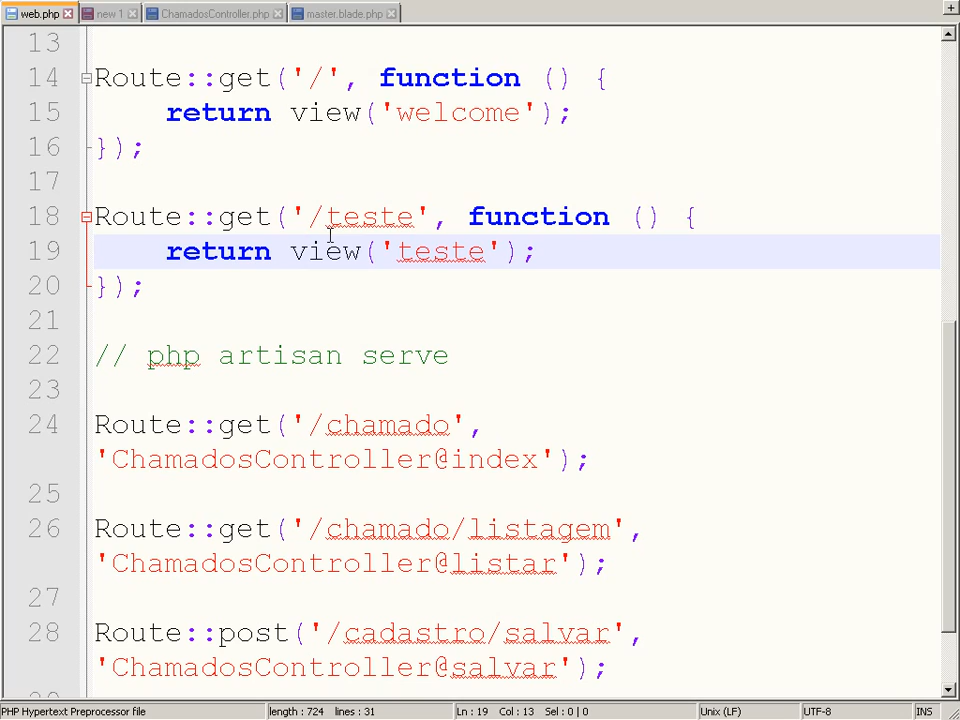 web.php new 1 ChamadosController.php master.blade.php
13
14 Route::get('/', function () {
15 return view('welcome');
16 });
17
18 Route::get('/teste', function () {
19 return view('teste');
20 });
21
22 // php artisan serve
23
24 Route::get('/chamado',
'ChamadosController@index');
25
26 Route::get('/chamado/listagem',
'ChamadosController@listar');
27
28 Route::post('/cadastro/salvar',
'ChamadosController@salvar');
PHP Hypertext Preprocessor file length : 724 lines : 31 Ln : 19 Col : 13 Sel : 0 | 0 Unix (LF) UTF-8 INS